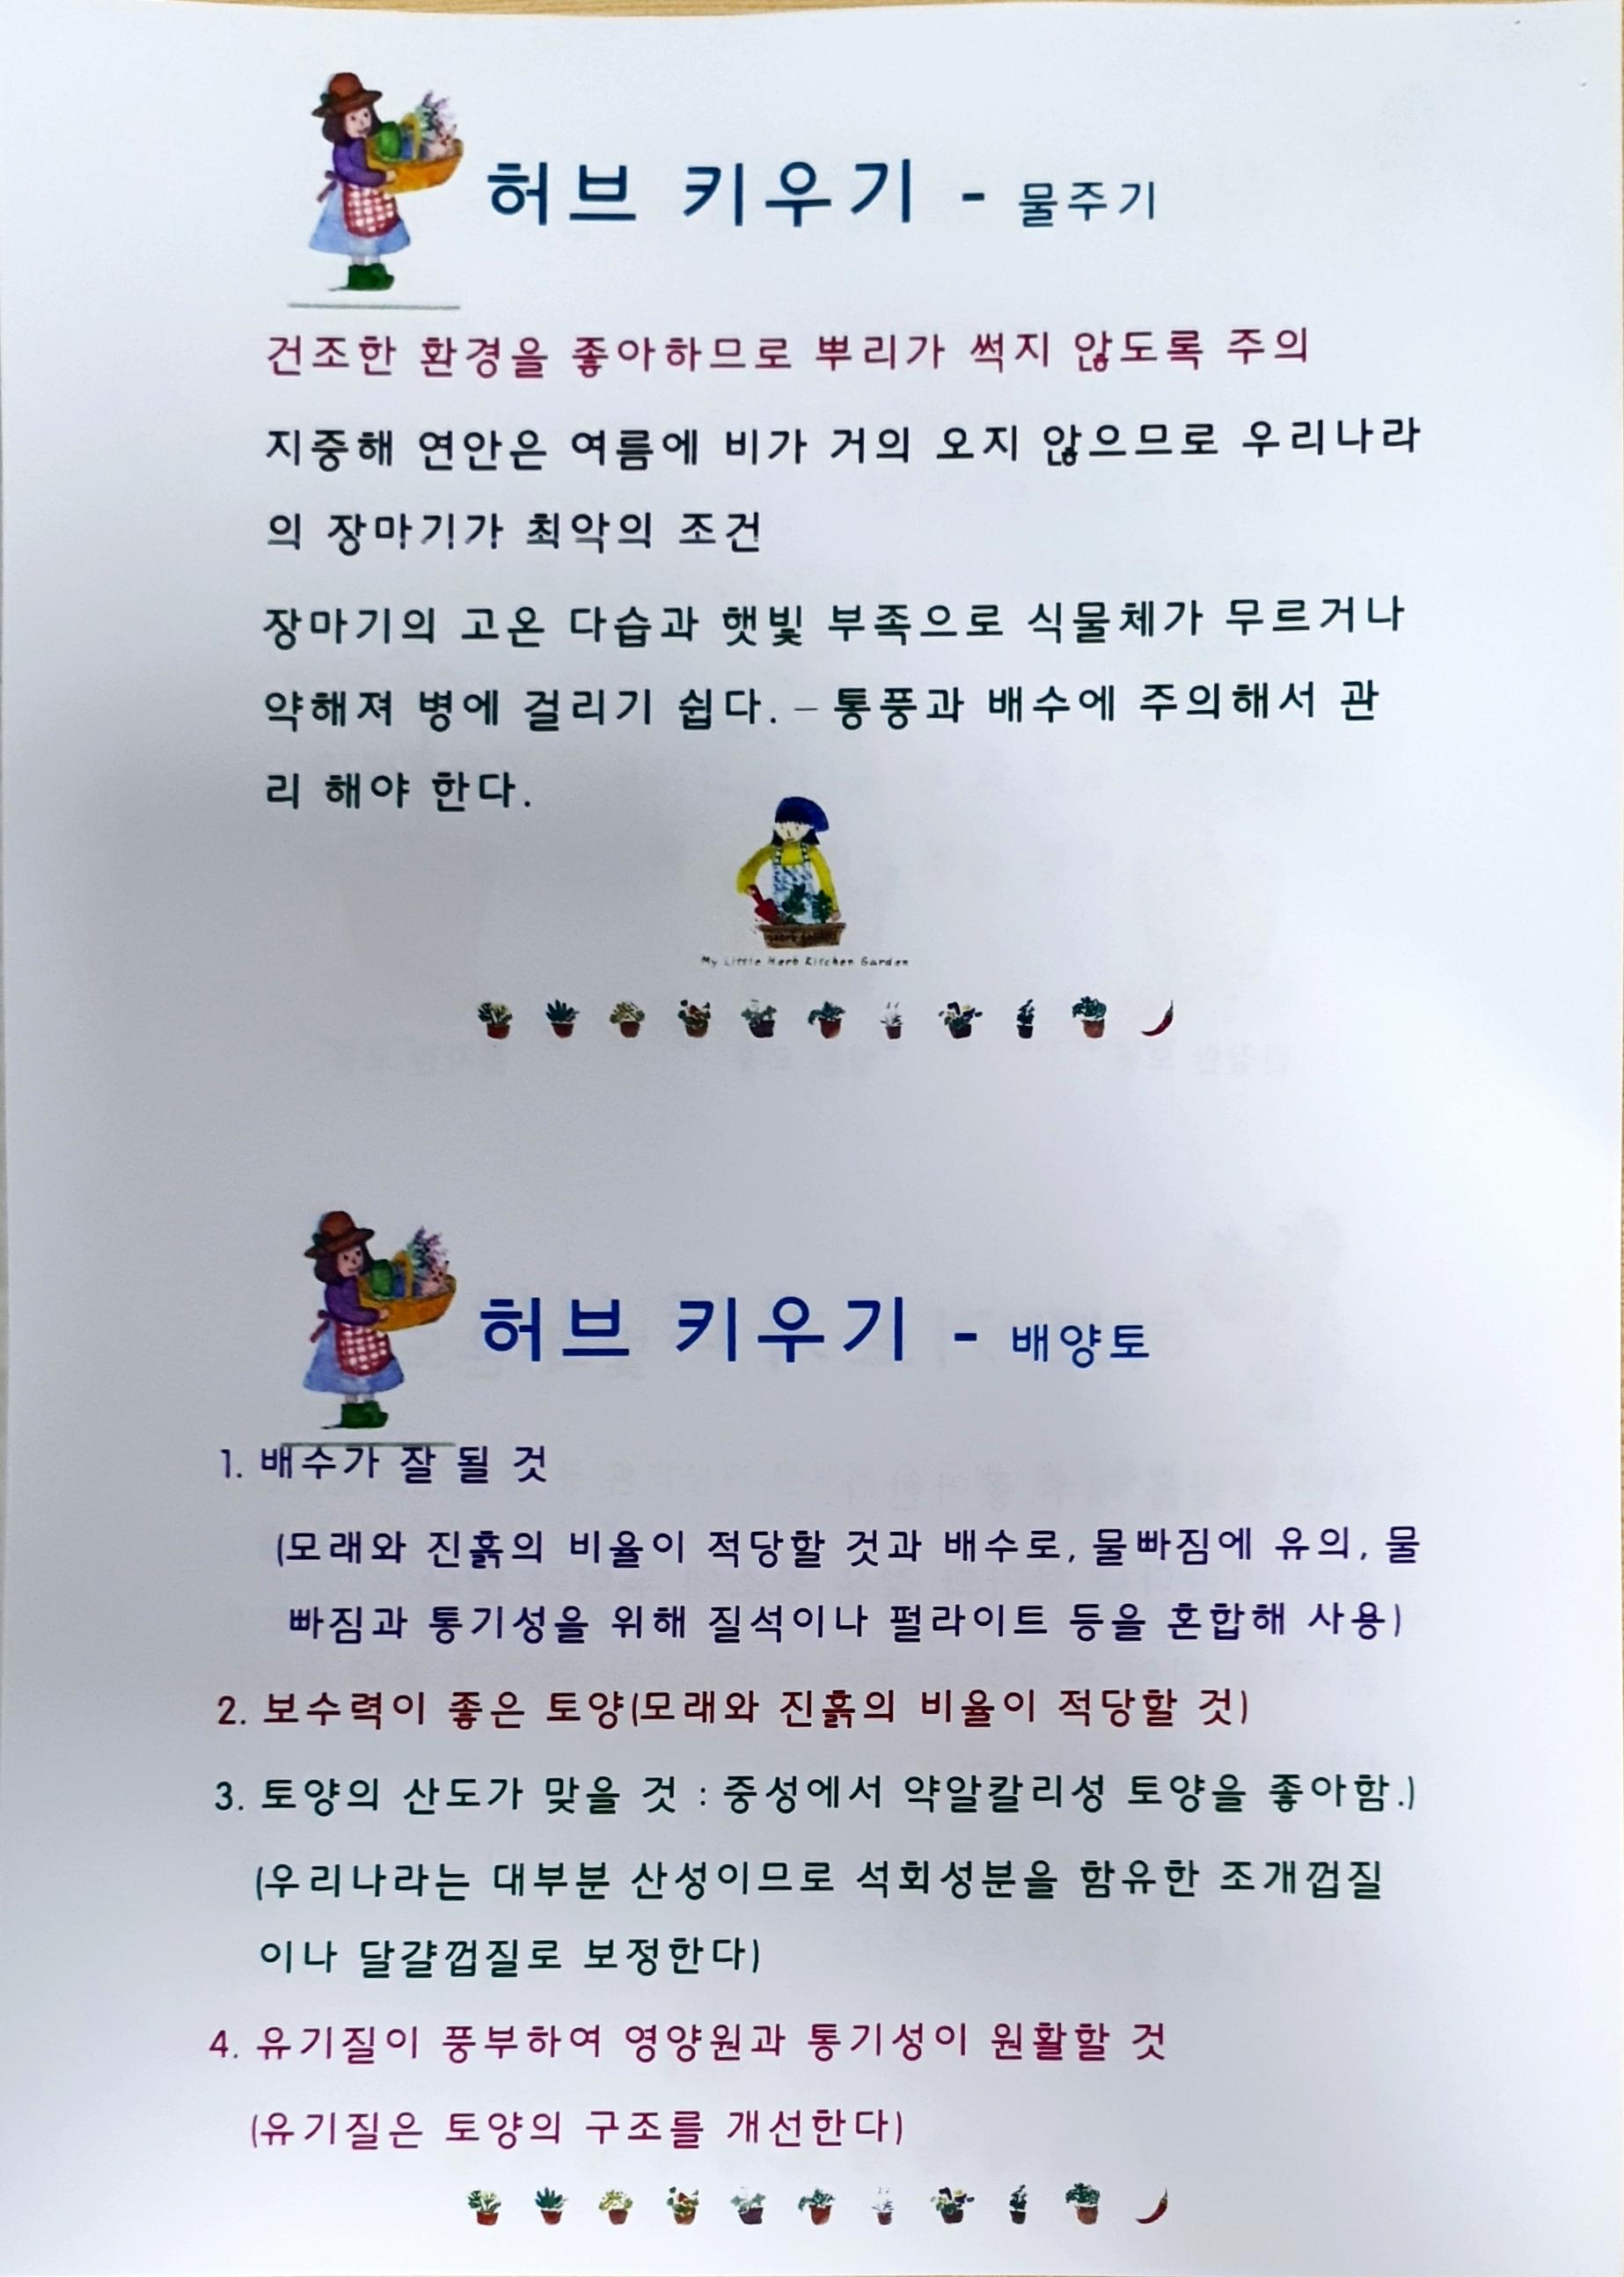 허브 키우기 - 물주기
건조한 환경을 좋아하므로 뿌리가 썩지 않도록 주의
지중해 연안은 여름에 비가 거의 오지 않으므로 우리나라
의 장마기가 최악의 조건
장마기의 고온 다습과 햇빛 부족으로 식물체가 무르거나
약해져 병에 걸리기 쉽다. – 통풍과 배수에 주의해서 관
리 해야 한다.
My Little Herb Kitchen Garden
허브 키우기 - 배양토
1. 배수가 잘 될 것
(모래와 진흙의 비율이 적당할 것과 배수로, 물빠짐에 유의, 물
빠짐과 통기성을 위해 질석이나 펄라이트 등을 혼합해 사용)
2. 보수력이 좋은 토양(모래와 진흙의 비율이 적당할 것)
3. 토양의 산도가 맞을 것 : 중성에서 약알칼리성 토양을 좋아함.)
(우리나라는 대부분 산성이므로 석회성분을 함유한 조개껍질
이나 달걀껍질로 보정한다)
4. 유기질이 풍부하여 영양원과 통기성이 원활할 것
(유기질은 토양의 구조를 개선한다)